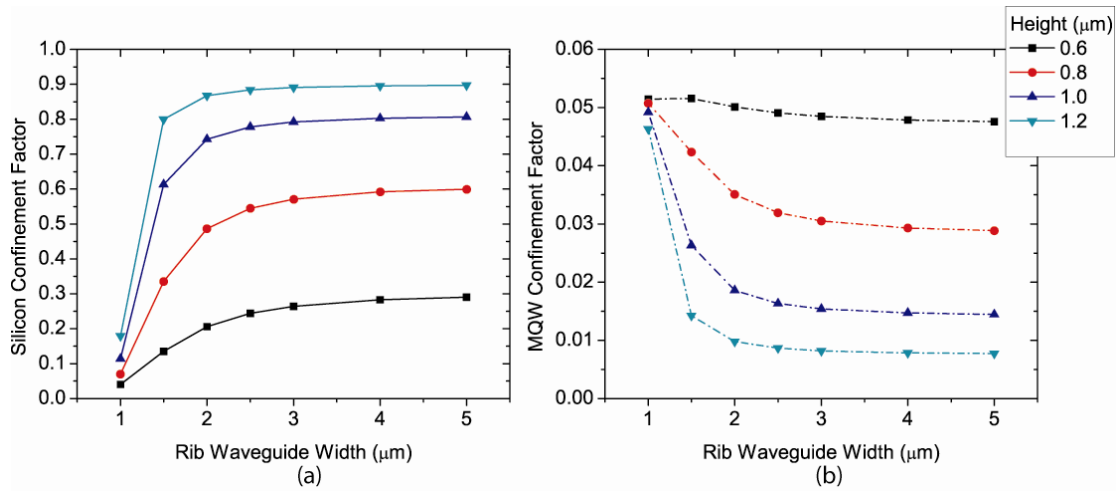 1.0
0.9
0.8
0.7
0.6
0.5
0.4
0.3
0.2
0.1
0.0
Silicon Confinement Factor
1 2 3 4 5
Rib Waveguide Width (μm)
(a)
0.06
0.05
0.04
0.03
0.02
0.01
0.00
MQW Confinement Factor
1 2 3 4 5
Rib Waveguide Width (μm)
(b)
Height (μm)
0.6
0.8
1.0
1.2